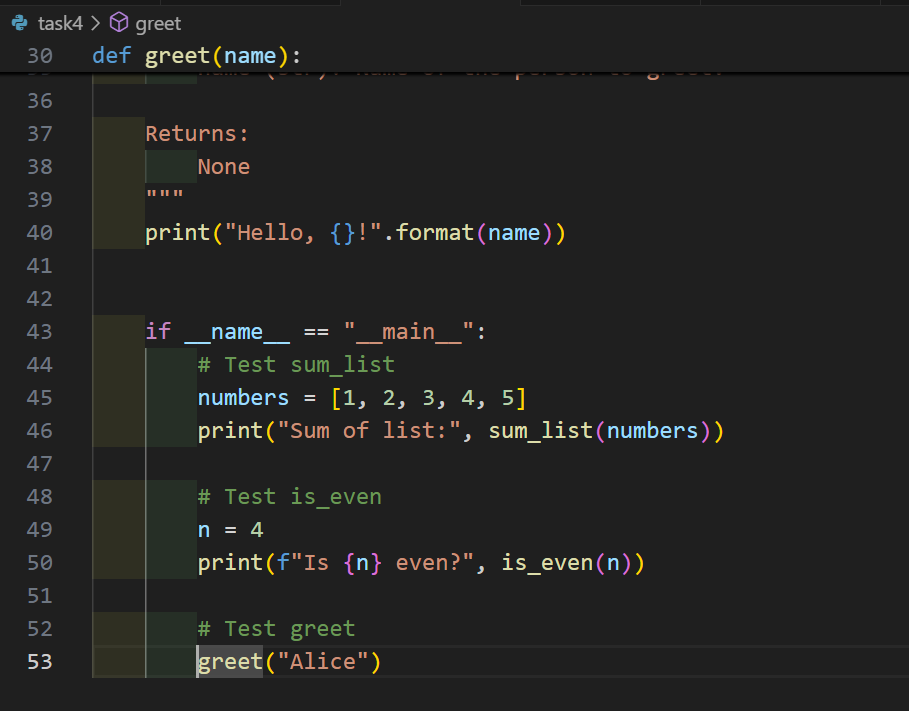 task4 > greet
30 def greet(name):
36
37 Returns:
38 None
39 """
40 print("Hello, {}!".format(name))
41
42
43 if __name__ == "__main__":
44 # Test sum_list
45 numbers = [1, 2, 3, 4, 5]
46 print("Sum of list:", sum_list(numbers))
47
48 # Test is_even
49 n = 4
50 print(f"Is {n} even?", is_even(n))
51
52 # Test greet
53 greet("Alice")